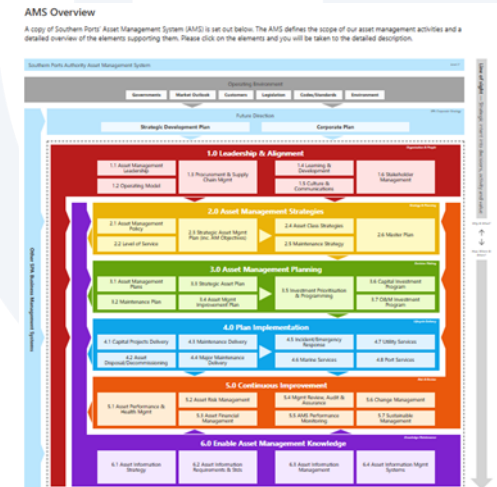 AMS Overview
A copy of Southern Ports' Asset Management System (AMS) is set out below. The AMS defines the scope of our asset management activities and a
detailed overview of the elements supporting them. Please click on the elements and you will be taken to the detailed description.
Southern Ports Authority Asset Management System
Operating Environment
Governments
Market Outlook
Customers
Legislation
Codes/Standards
Environment
Future Direction
Strategic Development Plan
Corporate Plan
1.0 Leadership & Alignment
1.1 Asset Management
Leadership
1.2 Operating Model
1.3 Procurement & Supply
Chain Mgmt
1.4 Learning &
Development
1.5 Culture &
Communications
1.6 Stakeholder
Management
2.0 Asset Management Strategies
2.1 Asset Management
Policy
2.2 Level of Service
2.3 Strategic Asset Mgmt
Plan (inc. AM Objectives)
2.4 Asset Class Strategies
2.5 Maintenance Strategy
2.6 Master Plan
3.0 Asset Management Planning
3.1 Asset Management
Plans
3.2 Maintenance Plan
3.3 Strategic Asset Plan
3.4 Asset Mgmt
Improvement Plan
3.5 Investment Prioritisation
& Programming
3.6 Capital Investment
Program
3.7 O&M Investment
Program
4.0 Plan Implementation
4.1 Capital Projects Delivery
4.2 Asset
Disposal/Decommissioning
4.3 Maintenance Delivery
4.4 Major Maintenance
Delivery
4.5 Incident/Emergency
Response
4.6 Marine Services
4.7 Utility Services
4.8 Port Services
5.0 Continuous Improvement
5.1 Asset Performance &
Health Mgmt
5.2 Asset Risk Management
5.3 Asset Financial
Management
5.4 Mgmt Review, Audit &
Assurance
5.5 AMS Performance
Monitoring
5.6 Change Management
5.7 Sustainable
Management
6.0 Enable Asset Management Knowledge
6.1 Asset Information
Strategy
6.2 Asset Information
Requirements & Stds
6.3 Asset Information
Management
6.4 Asset Information Mgmt
Systems
Other SPA Business Management Systems
Line of sight – Strategic intent into decisions, activity and value